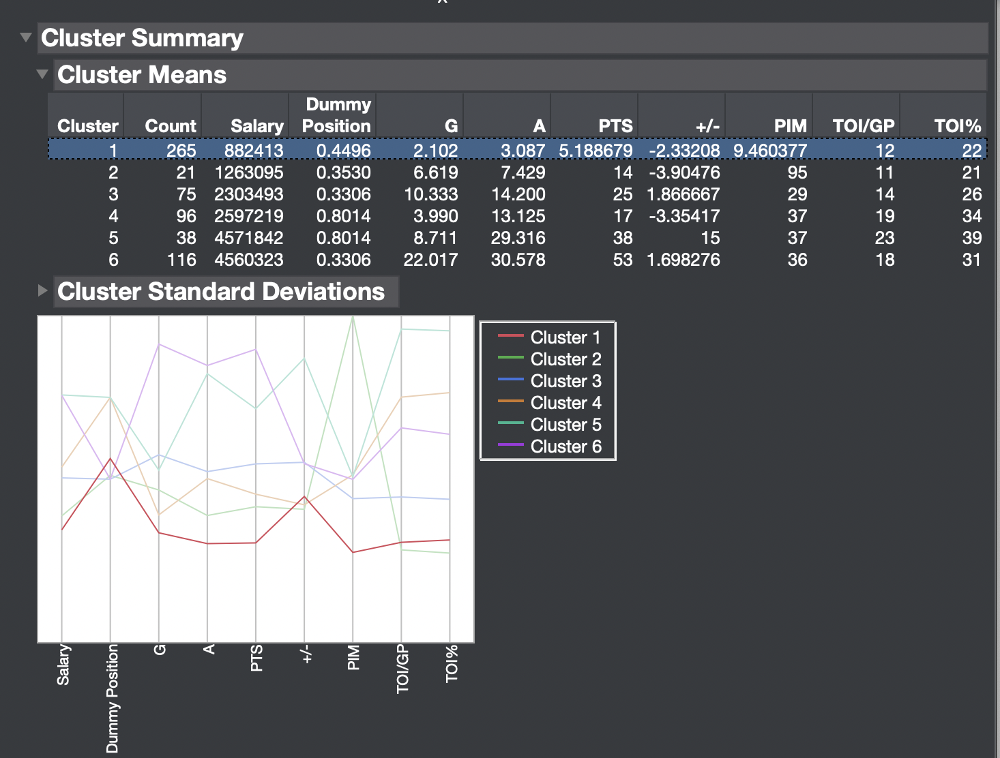 Cluster Summary
Cluster Means
Cluster Count Salary Dummy Position G A PTS +/- PIM TOI/GP TOI%
1 265 882413 0.4496 2.102 3.087 5.188679 -2.33208 9.460377 12 22
2 21 1263095 0.3530 6.619 7.429 14 -3.90476 95 11 21
3 75 2303493 0.3306 10.333 14.200 25 1.866667 29 14 26
4 96 2597219 0.8014 3.990 13.125 17 -3.35417 37 19 34
5 38 4571842 0.8014 8.711 29.316 38 15 37 23 39
6 116 4560323 0.3306 22.017 30.578 53 1.698276 36 18 31
Cluster Standard Deviations
Cluster 1
Cluster 2
Cluster 3
Cluster 4
Cluster 5
Cluster 6
Salary
Dummy Position
G
A
PTS
+/-
PIM
TOI/GP
TOI%